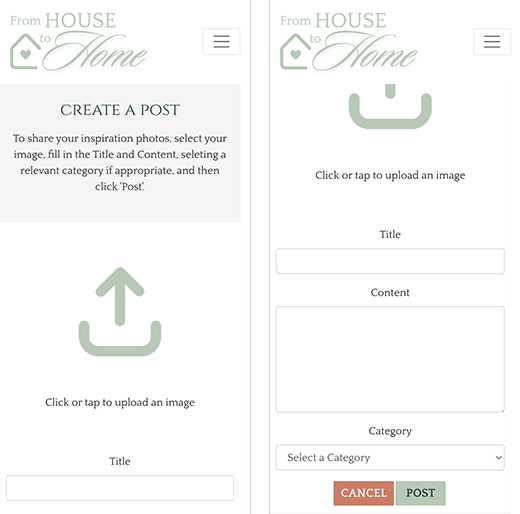 From HOUSE
to
Home
CREATE A POST
To share your inspiration photos, select your
image, fill in the Title and Content, seleting a
relevant category if appropriate, and then
click 'Post'.
Click or tap to upload an image
Title
From HOUSE
to
Home
Click or tap to upload an image
Title
Content
Category
Select a Category
CANCEL
POST